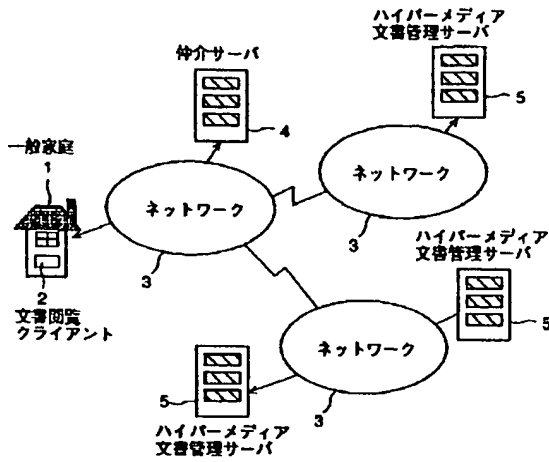 ハイパーメディア
文書管理サーバ
5
仲介サーバ
4
一般家庭
1
ネットワーク
3
ネットワーク
3
2
文書閲覧
クライアント
ハイパーメディア
文書管理サーバ
5
ネットワーク
3
5
ハイパーメディア
文書管理サーバ